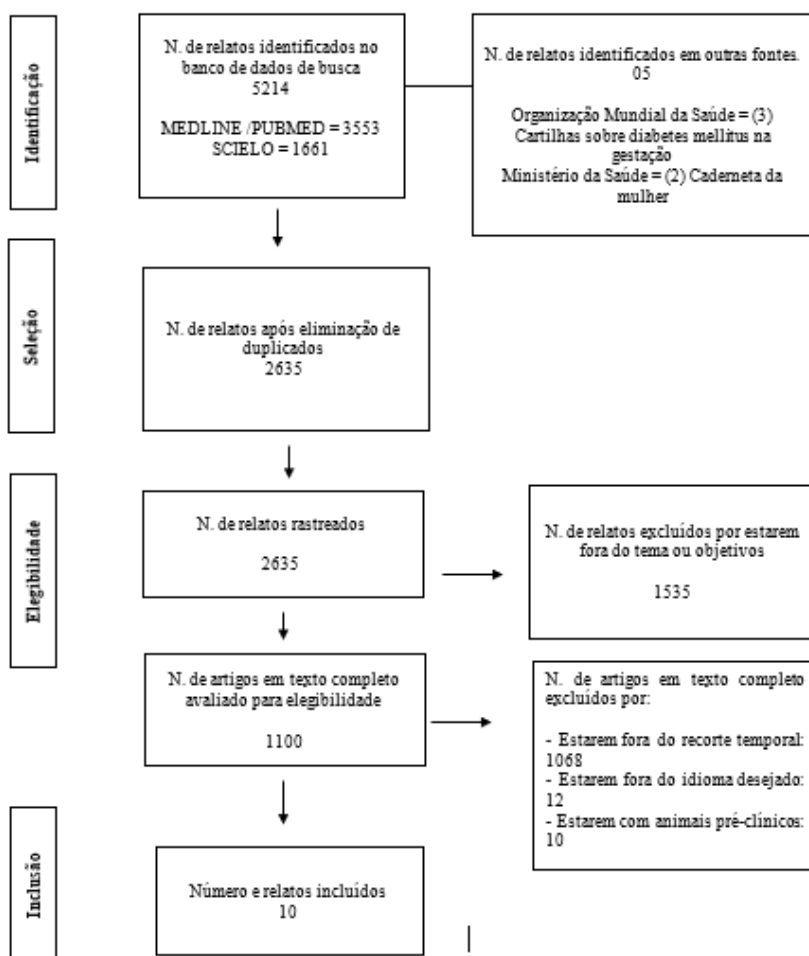 Identificação
N. de relatos identificados no
banco de dados de busca
5214
MEDLINE /PUBMED = 3553
SCIELO = 1661
N. de relatos identificados em outras fontes.
05
Organização Mundial da Saúde = (3)
Cartilhas sobre diabetes mellitus na
gestação
Ministério da Saúde = (2) Caderneta da
mulher
Seleção
N. de relatos após eliminação de
duplicados
2635
Elegibilidade
N. de relatos rastreados
2635
N. de relatos excluídos por estarem
fora do tema ou objetivos
1535
N. de artigos em texto completo
avaliado para elegibilidade
1100
N. de artigos em texto completo
excluídos por:
- Estarem fora do recorte temporal:
1068
- Estarem fora do idioma desejado:
12
- Estarem com animais pré-clínicos:
10
Inclusão
Número e relatos incluídos
10